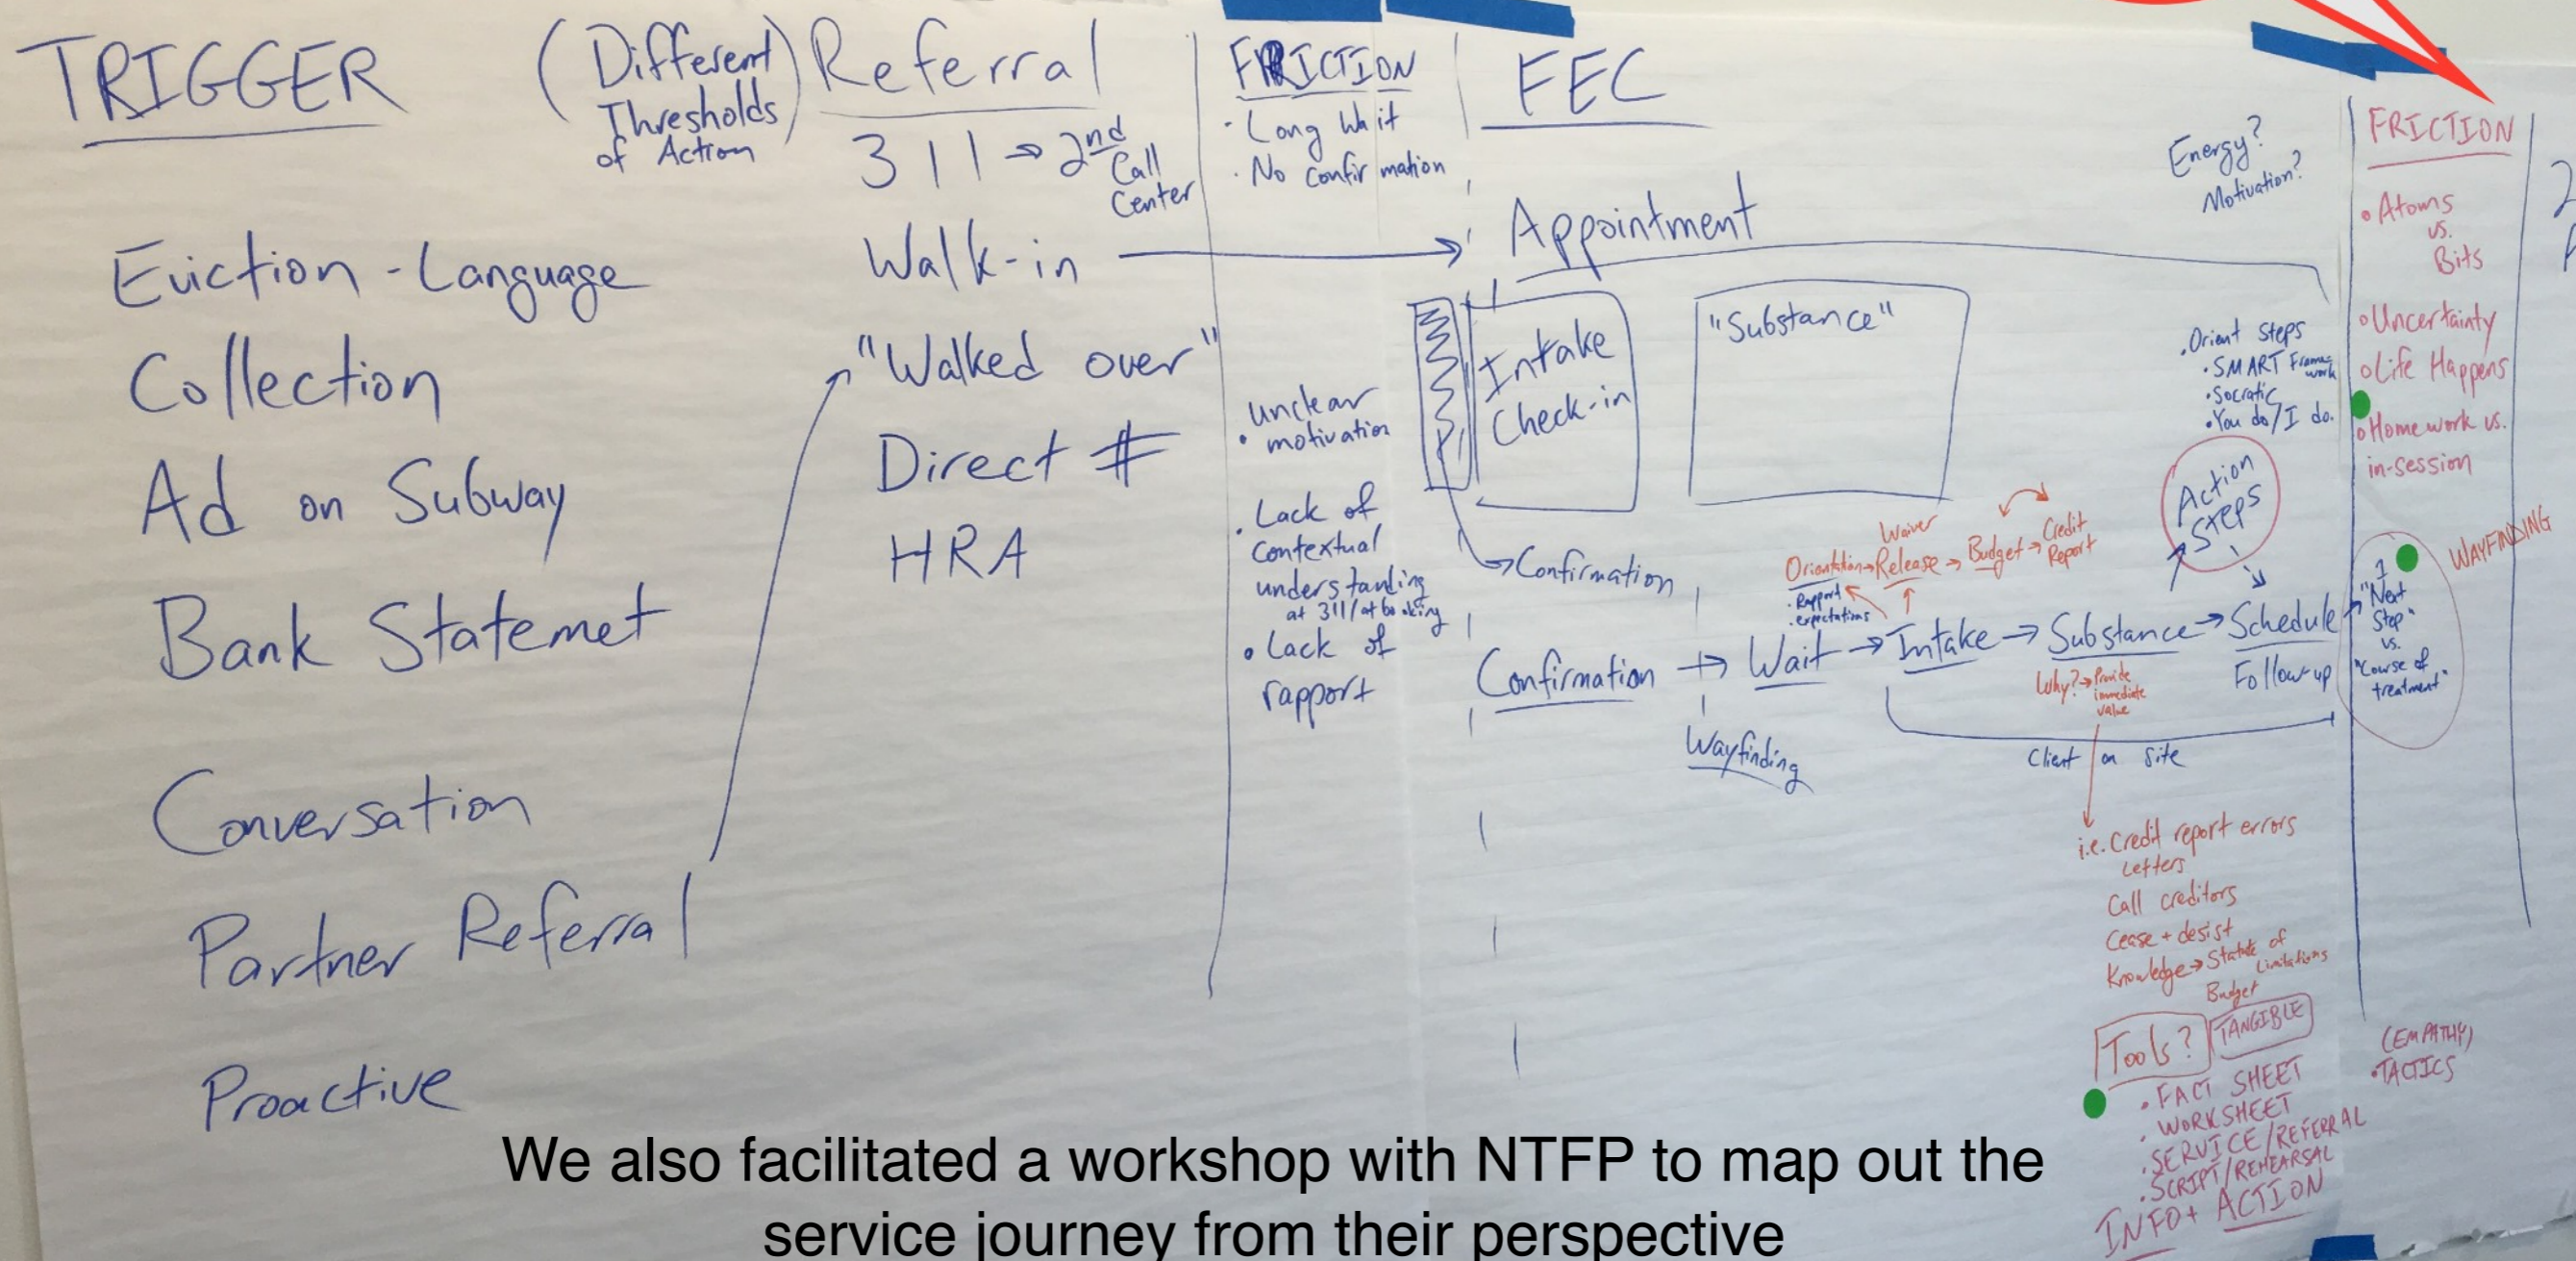 TRIGGER
(Different
Thresholds
of Action)
Eviction - Language
Collection
Ad on Subway
Bank Statemet
Conversation
Partner Referral
Proactive
Referral
311 → 2nd
Call
Center
Walk-in
"Walked over"
Direct #
HRA
FRICTION
· Long Wait
· No confirmation
· unclear
motivation
· Lack of
contextual
understanding
at 311/at booking
• Lack of
rapport
FEC
Appointment
Intake
Check-in
"Substance"
Confirmation
Energy?
Motivation?
· Orient Steps
· SMART Framework
· Socratic
· You do/I do.
Action
Steps
Waiver
Orientation → Release → Budget → Credit
Report
· Rapport
· expectations
Confirmation → Wait → Intake → Substance → Schedule
Follow-up
Why? → Provide
immediate
value
Wayfinding
Client on Site
i.e. Credit report errors
Letters
Call creditors
Cease + desist
Knowledge → Statute of
Limitations
Budget
Tools? TANGIBLE
· FACT SHEET
· WORKSHEET
· SERVICE/REFERRAL
· SCRIPT/REHEARSAL
INFO + ACTION
FRICTION
• Atoms
vs.
Bits
• Uncertainty
• Life Happens
• Homework vs.
in-session
WAYFINDING
1
"Next
Step"
vs.
"Course of
treatment"
(EMPATHY)
• TACTICS
2
We also facilitated a workshop with NTFP to map out the
service journey from their perspective